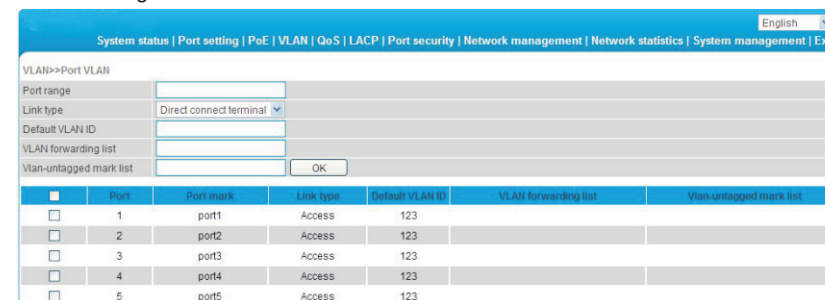 English
System status | Port setting | PoE | VLAN | QoS | LACP | Port security | Network management | Network statistics | System management | Ex
VLAN>>Port VLAN
Port range
Link type Direct connect terminal
Default VLAN ID
VLAN forwarding list
Vlan-untagged mark list OK
Port Port mark Link type Default VLAN ID VLAN forwarding list Vlan-untagged mark list
1 port1 Access 123
2 port2 Access 123
3 port3 Access 123
4 port4 Access 123
5 port5 Access 123